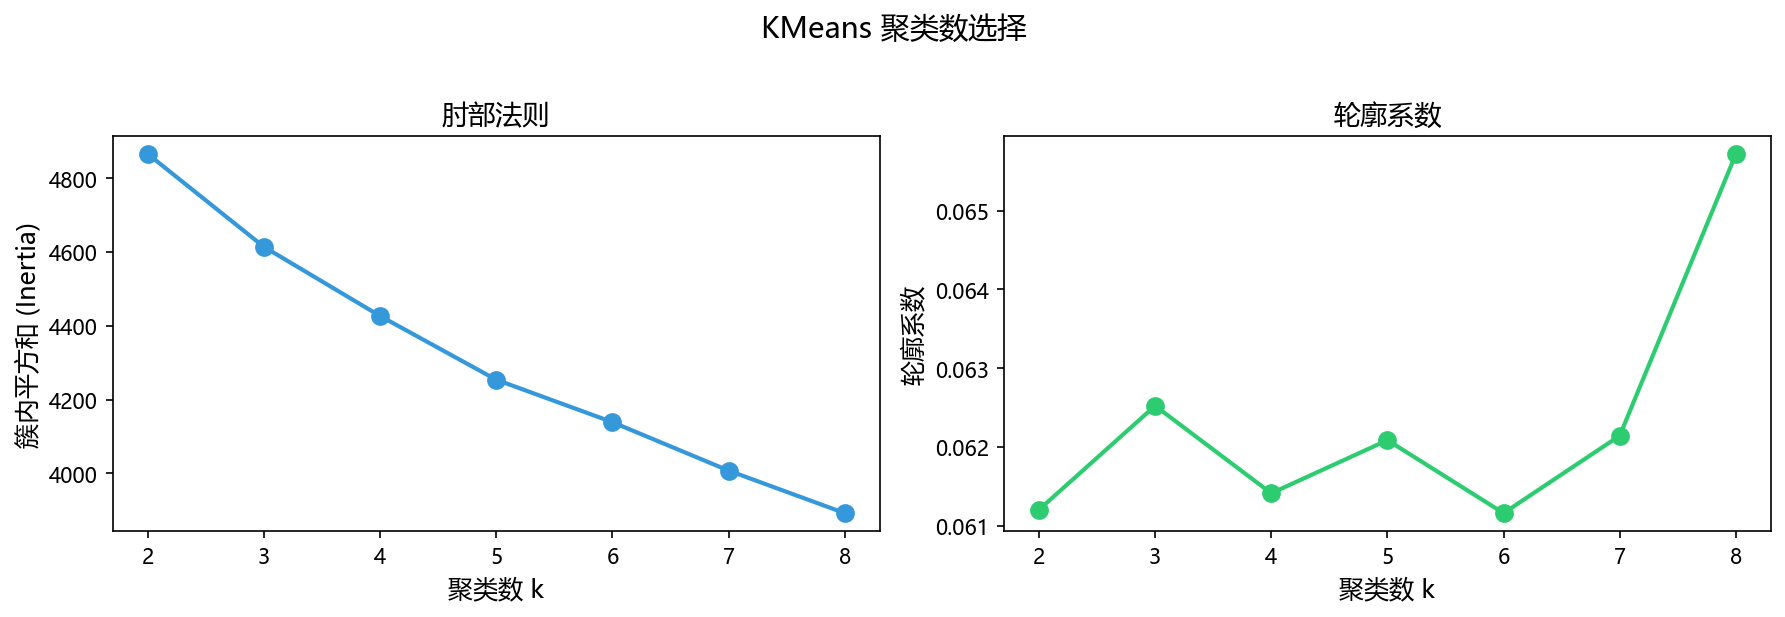 KMeans 聚类数选择
肘部法则
簇内平方和 (Inertia)
4800
4600
4400
4200
4000
2 3 4 5 6 7 8
聚类数 k
轮廓系数
轮廓系数
0.065
0.064
0.063
0.062
0.061
2 3 4 5 6 7 8
聚类数 k